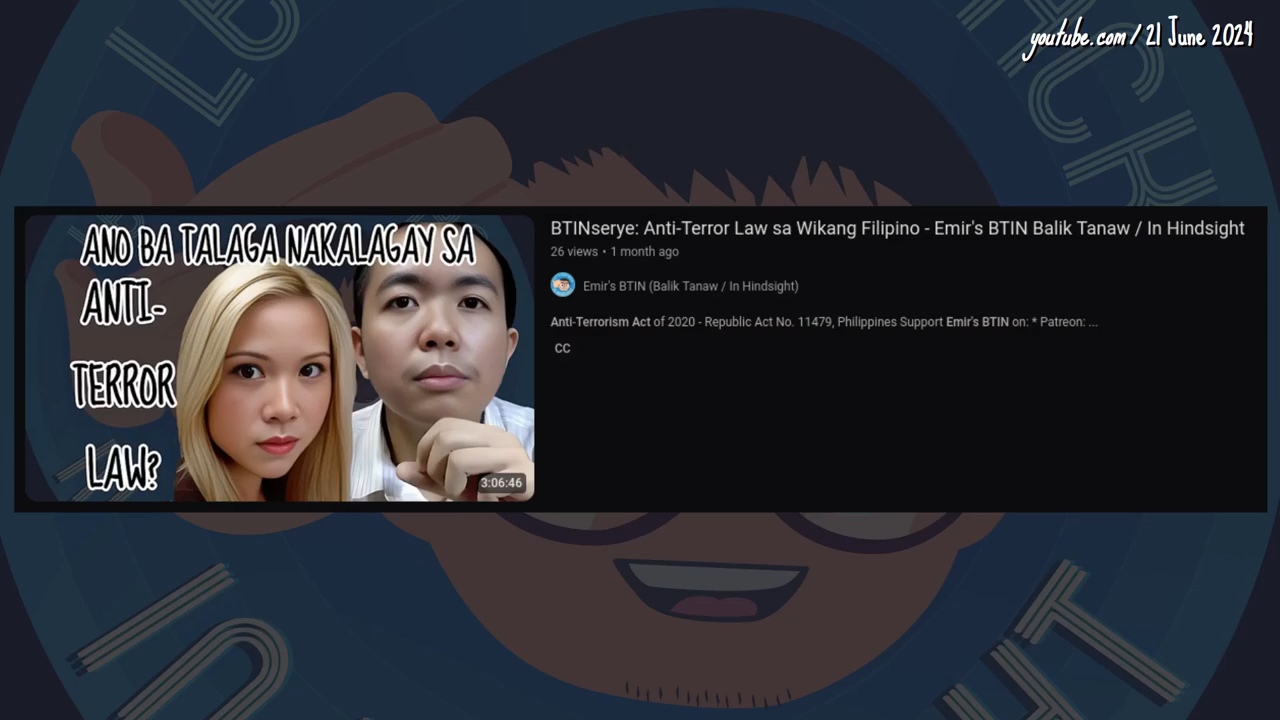 youtube.com / 21 June 2024
ANO BA TALAGA NAKALAGAY SA
ANTI-
TERROR
LAW?
3:06:46
BTINserye: Anti-Terror Law sa Wikang Filipino - Emir's BTIN Balik Tanaw / In Hindsight
26 views • 1 month ago
Emir's BTIN (Balik Tanaw / In Hindsight)
Anti-Terrorism Act of 2020 - Republic Act No. 11479, Philippines Support Emir's BTIN on: * Patreon: ...
CC